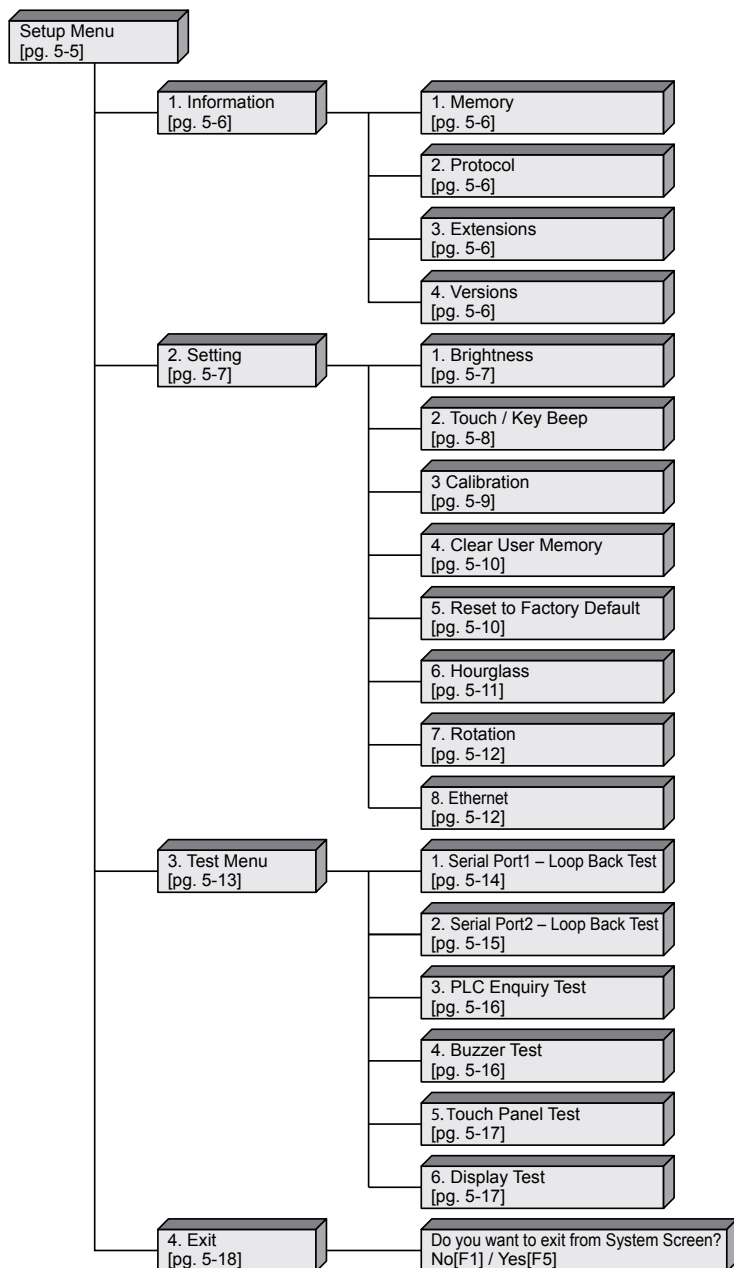 Setup Menu
[pg. 5-5]
1. Information
[pg. 5-6]
1. Memory
[pg. 5-6]
2. Protocol
[pg. 5-6]
3. Extensions
[pg. 5-6]
4. Versions
[pg. 5-6]
2. Setting
[pg. 5-7]
1. Brightness
[pg. 5-7]
2. Touch / Key Beep
[pg. 5-8]
3 Calibration
[pg. 5-9]
4. Clear User Memory
[pg. 5-10]
5. Reset to Factory Default
[pg. 5-10]
6. Hourglass
[pg. 5-11]
7. Rotation
[pg. 5-12]
8. Ethernet
[pg. 5-12]
3. Test Menu
[pg. 5-13]
1. Serial Port1 – Loop Back Test
[pg. 5-14]
2. Serial Port2 – Loop Back Test
[pg. 5-15]
3. PLC Enquiry Test
[pg. 5-16]
4. Buzzer Test
[pg. 5-16]
5. Touch Panel Test
[pg. 5-17]
6. Display Test
[pg. 5-17]
4. Exit
[pg. 5-18]
Do you want to exit from System Screen?
No[F1] / Yes[F5]